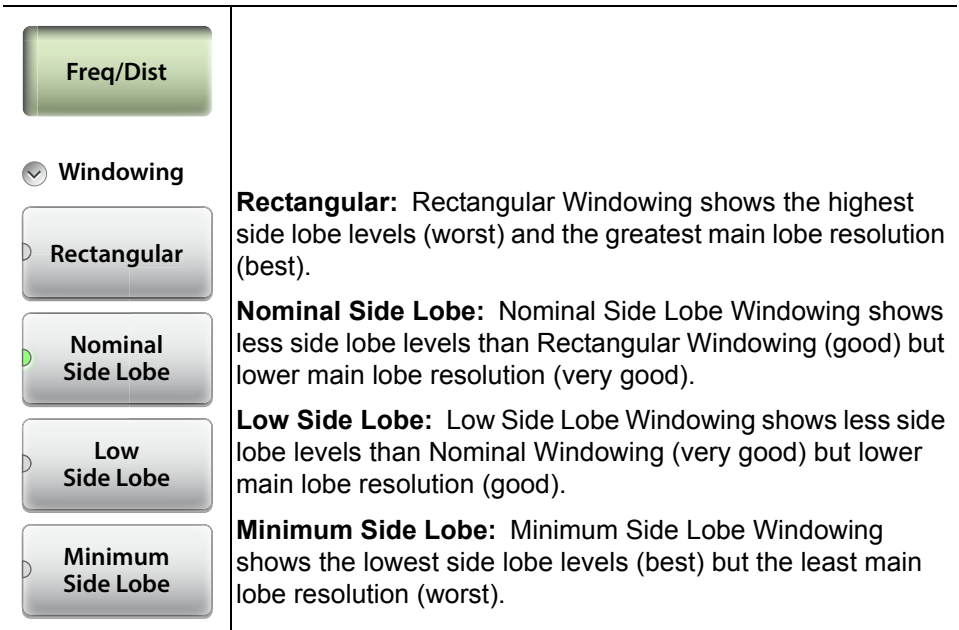 Freq/Dist
Windowing
Rectangular
Nominal
Side Lobe
Low
Side Lobe
Minimum
Side Lobe
Rectangular: Rectangular Windowing shows the highest
side lobe levels (worst) and the greatest main lobe resolution
(best).
Nominal Side Lobe: Nominal Side Lobe Windowing shows
less side lobe levels than Rectangular Windowing (good) but
lower main lobe resolution (very good).
Low Side Lobe: Low Side Lobe Windowing shows less side
lobe levels than Nominal Windowing (very good) but lower
main lobe resolution (good).
Minimum Side Lobe: Minimum Side Lobe Windowing
shows the lowest side lobe levels (best) but the least main
lobe resolution (worst).